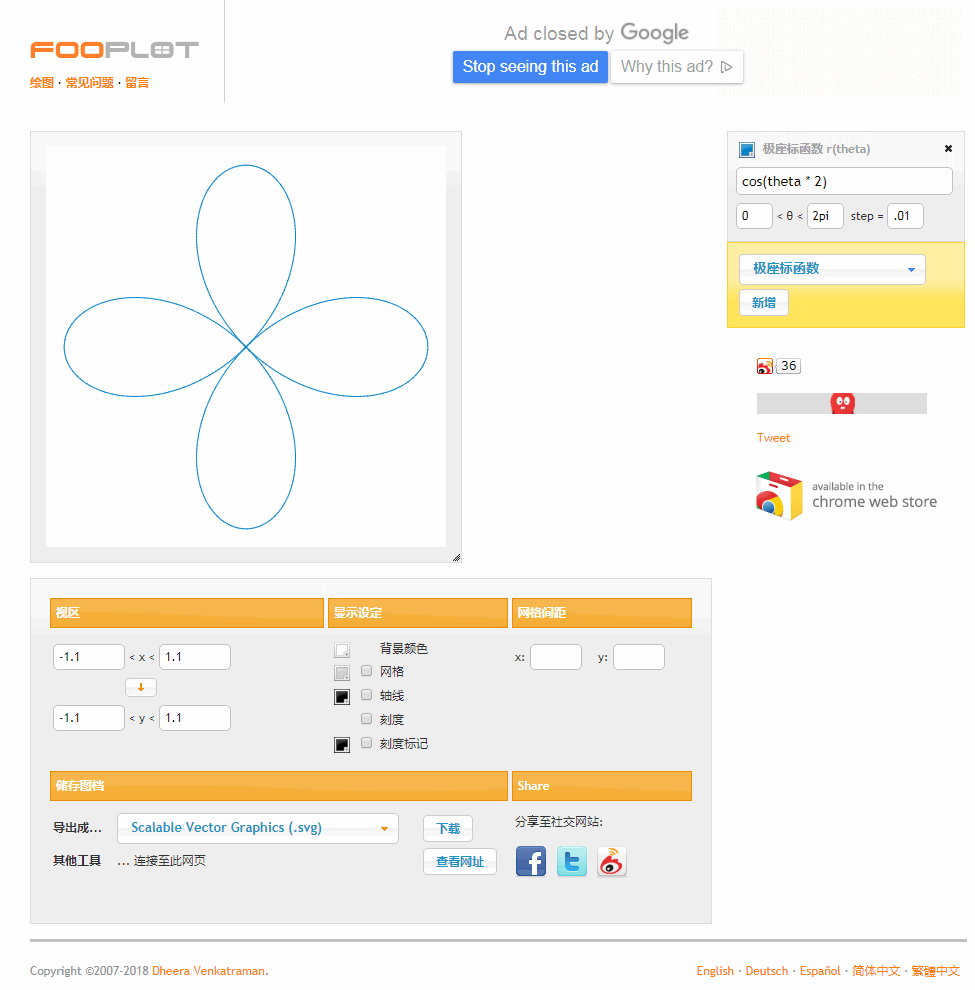 FOOPLOT
绘图 · 常见问题 · 留言
Ad closed by Google
Stop seeing this ad
Why this ad?
极座标函数 r(theta)
cos(theta * 2)
0 < θ < 2pi step = .01
极座标函数
新增
36
Tweet
available in the
chrome web store
视区
显示设定
网格间距
-1.1 < x < 1.1
-1.1 < y < 1.1
背景颜色
网格
轴线
刻度
刻度标记
x: y:
储存图档
Share
导出成... Scalable Vector Graphics (.svg) 下载
其他工具 ... 连接至此网页 查看网址
分享至社交网站:
Copyright ©2007-2018 Dheera Venkatraman.
English · Deutsch · Español · 简体中文 · 繁體中文